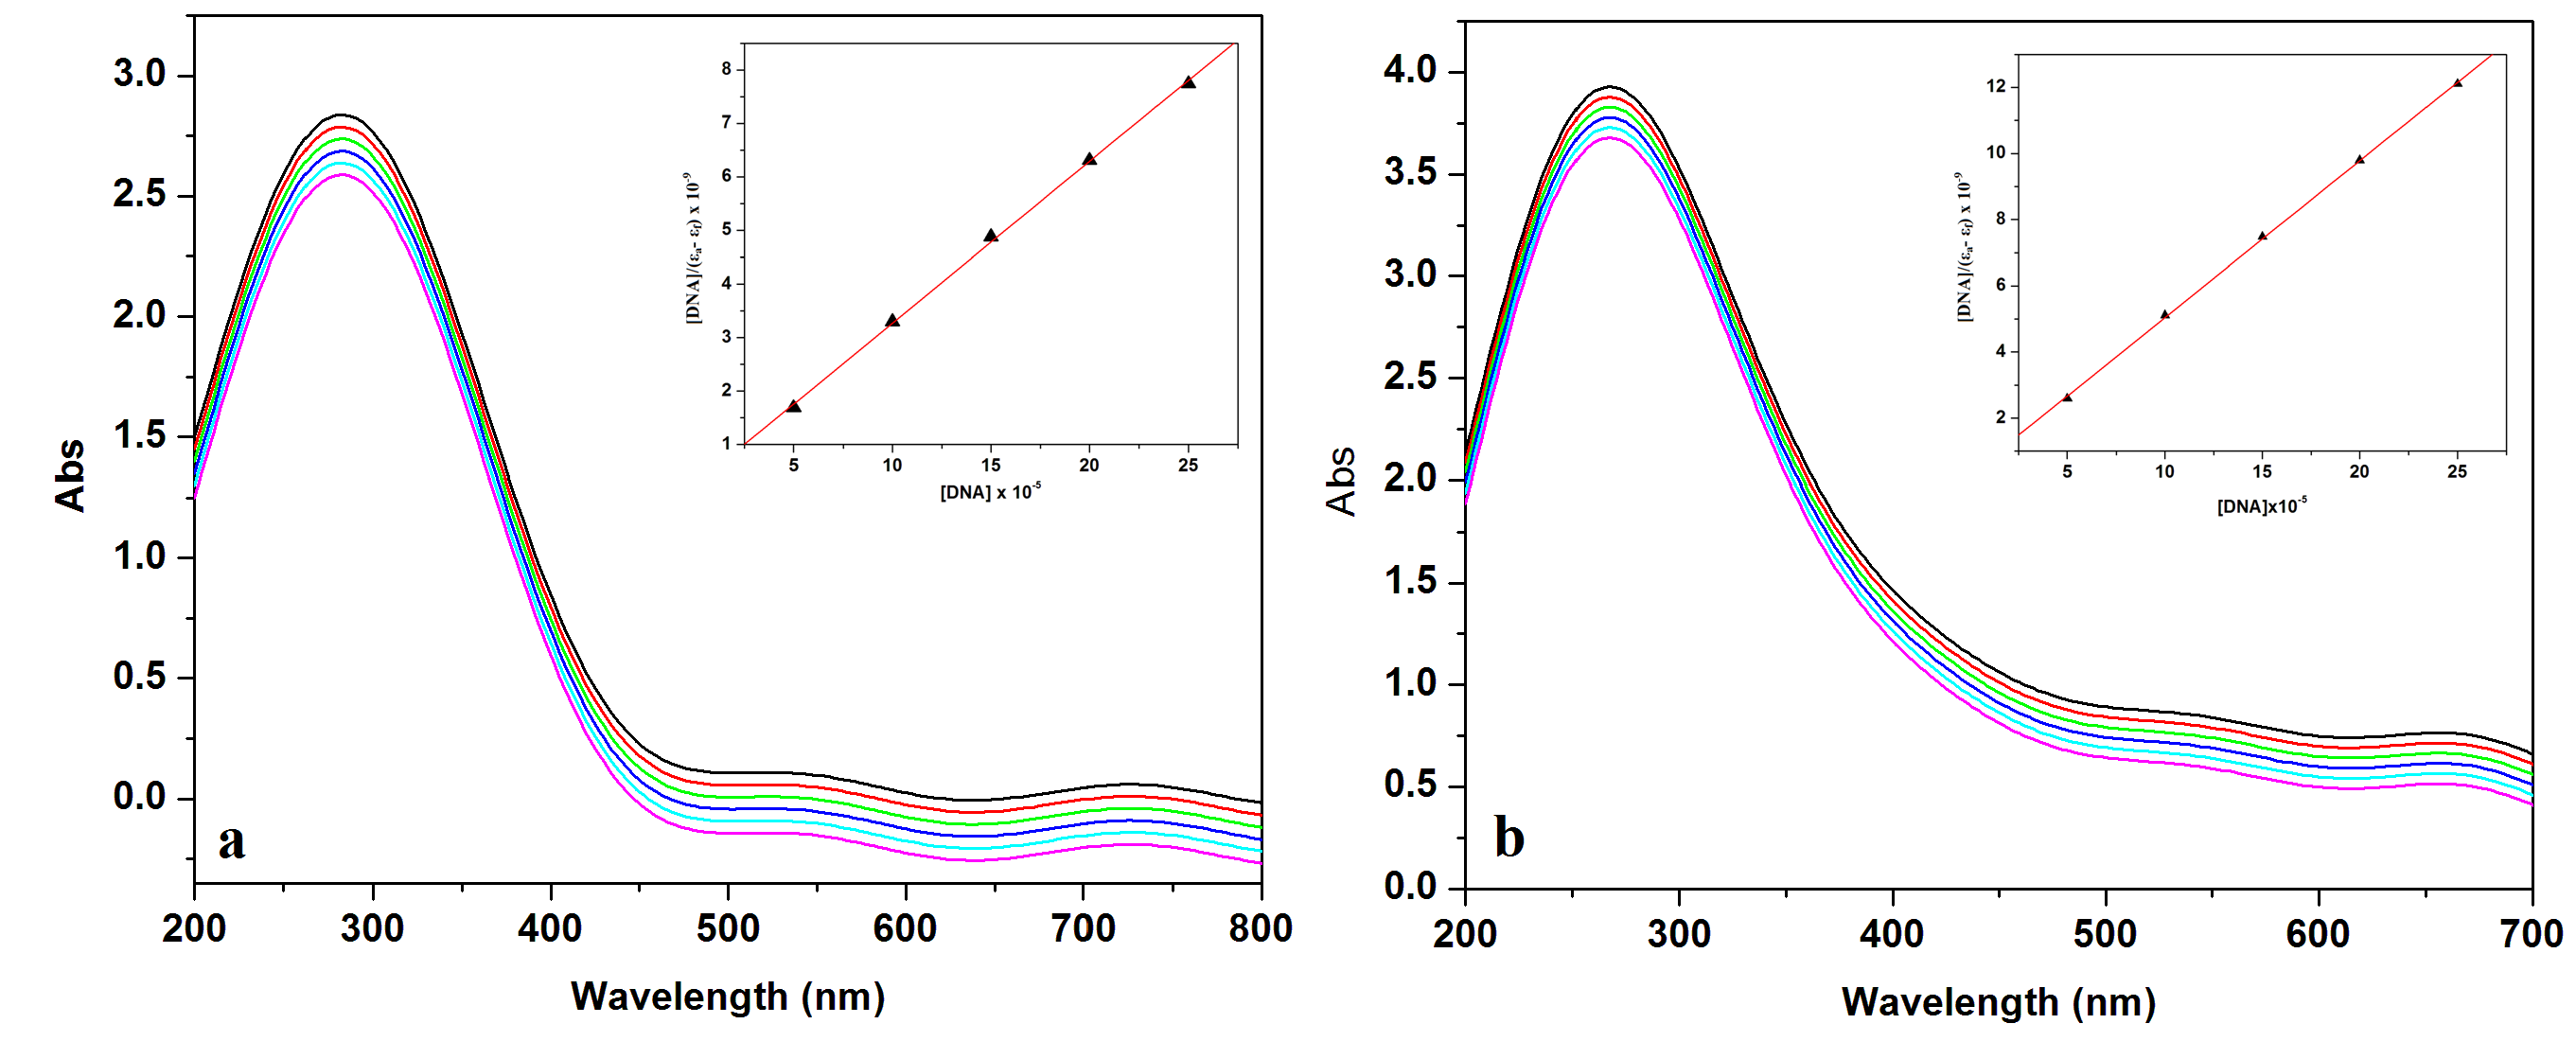 3.0
2.5
2.0
1.5
1.0
0.5
0.0
Abs
200 300 400 500 600 700 800
Wavelength (nm)
a
8
7
6
5
4
3
2
1
[DNA]/(εa- εf) x 10-9
5 10 15 20 25
[DNA] x 10-5
4.0
3.5
3.0
2.5
2.0
1.5
1.0
0.5
0.0
Abs
200 300 400 500 600 700
Wavelength (nm)
b
12
10
8
6
4
2
[DNA]/(εa- εf) x 10-9
5 10 15 20 25
[DNA]x10-5